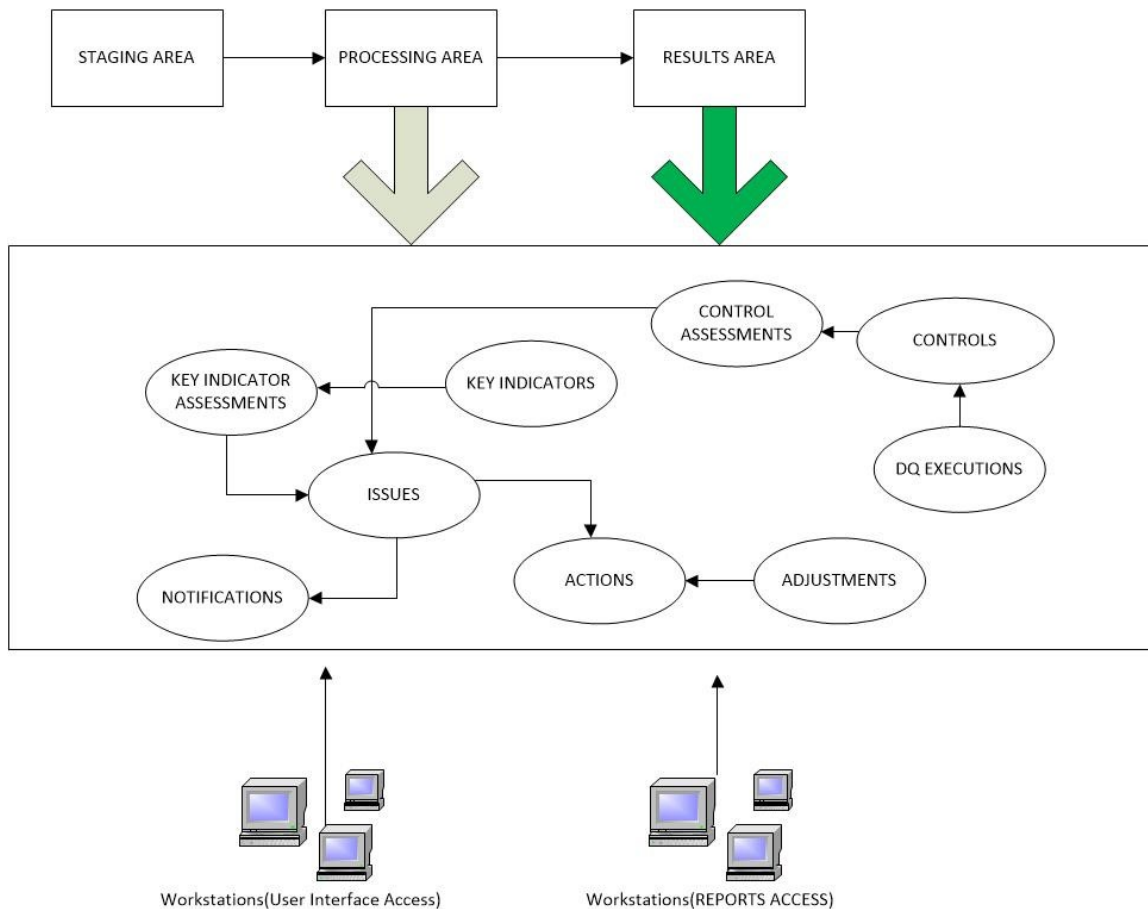 STAGING AREA
PROCESSING AREA
RESULTS AREA
CONTROL
ASSESSMENTS
CONTROLS
KEY INDICATOR
ASSESSMENTS
KEY INDICATORS
DQ EXECUTIONS
ISSUES
NOTIFICATIONS
ACTIONS
ADJUSTMENTS
Workstations(User Interface Access)
Workstations(REPORTS ACCESS)